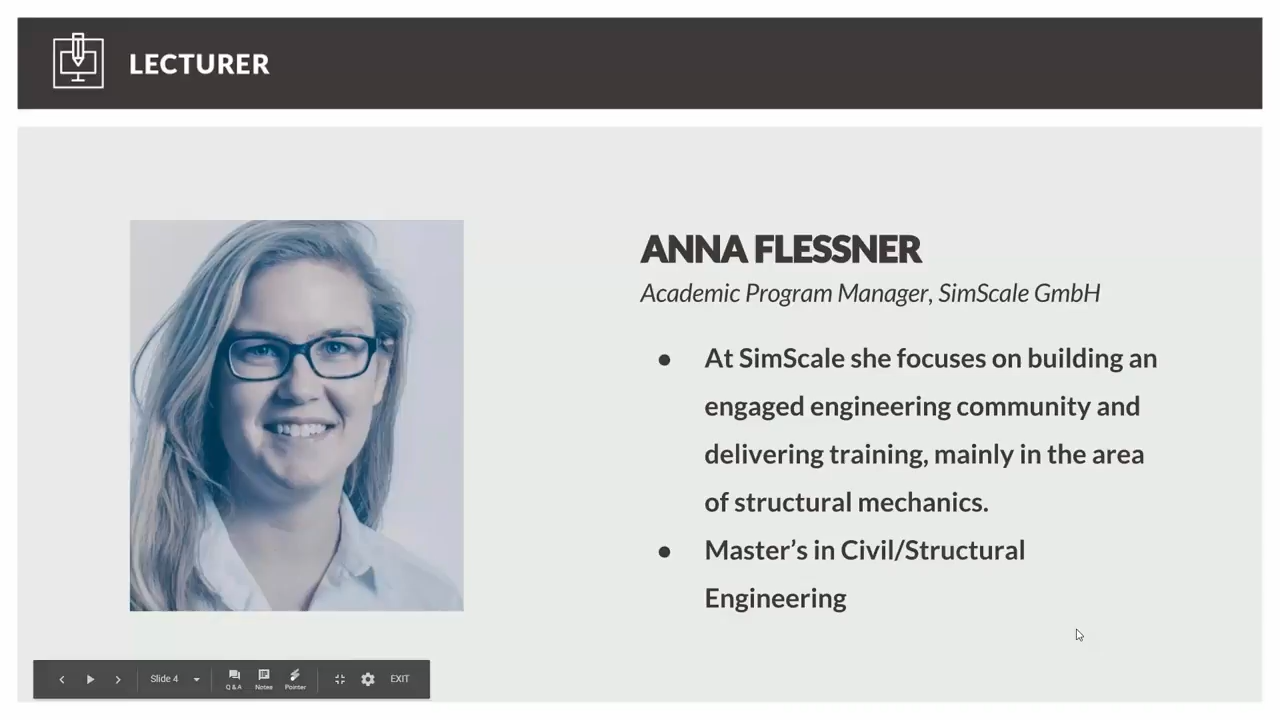 LECTURER
ANNA FLESSNER
Academic Program Manager, SimScale GmbH
● At SimScale she focuses on building an
engaged engineering community and
delivering training, mainly in the area
of structural mechanics.
● Master’s in Civil/Structural
Engineering
Slide 4
Q & A
Notes
Pointer
EXIT